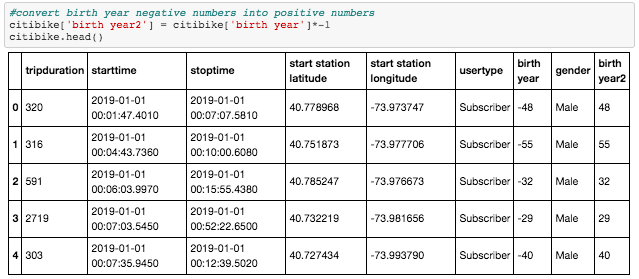 #convert birth year negative numbers into positive numbers
citibike['birth year2'] = citibike['birth year']*-1
citibike.head()
tripduration starttime stoptime start station latitude start station longitude usertype birth year gender birth year2
0 320 2019-01-01 00:01:47.4010 2019-01-01 00:07:07.5810 40.778968 -73.973747 Subscriber -48 Male 48
1 316 2019-01-01 00:04:43.7360 2019-01-01 00:10:00.6080 40.751873 -73.977706 Subscriber -55 Male 55
2 591 2019-01-01 00:06:03.9970 2019-01-01 00:15:55.4380 40.785247 -73.976673 Subscriber -32 Male 32
3 2719 2019-01-01 00:07:03.5450 2019-01-01 00:52:22.6500 40.732219 -73.981656 Subscriber -29 Male 29
4 303 2019-01-01 00:07:35.9450 2019-01-01 00:12:39.5020 40.727434 -73.993790 Subscriber -40 Male 40